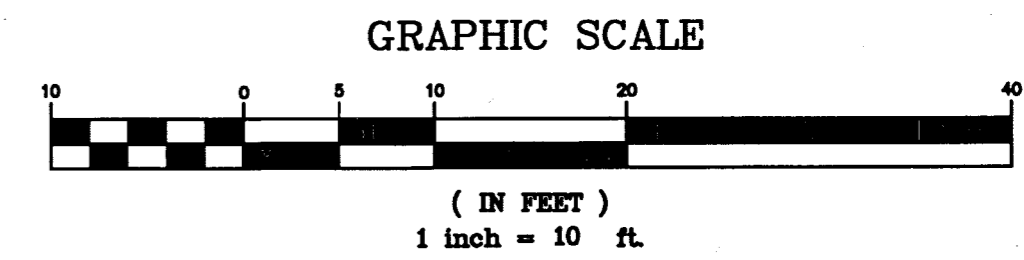 GRAPHIC SCALE
10 0 5 10 20 40
( IN FEET )
1 inch = 10 ft.